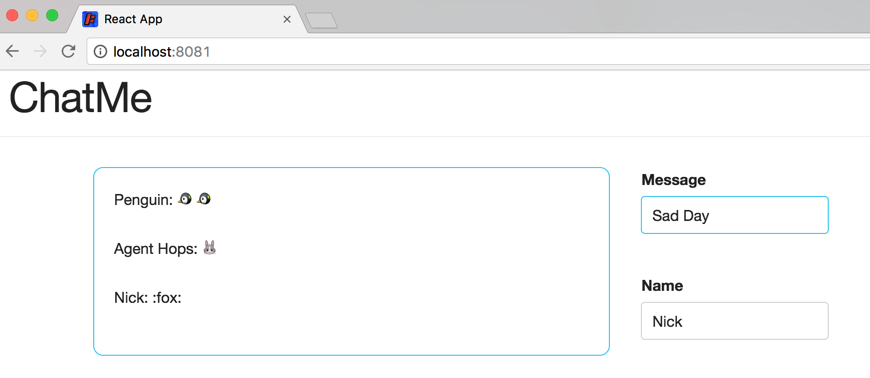 React App
localhost:8081
ChatMe
Penguin: 🐧 🐧
Agent Hops: 🐰
Nick: :fox:
Message
Sad Day
Name
Nick